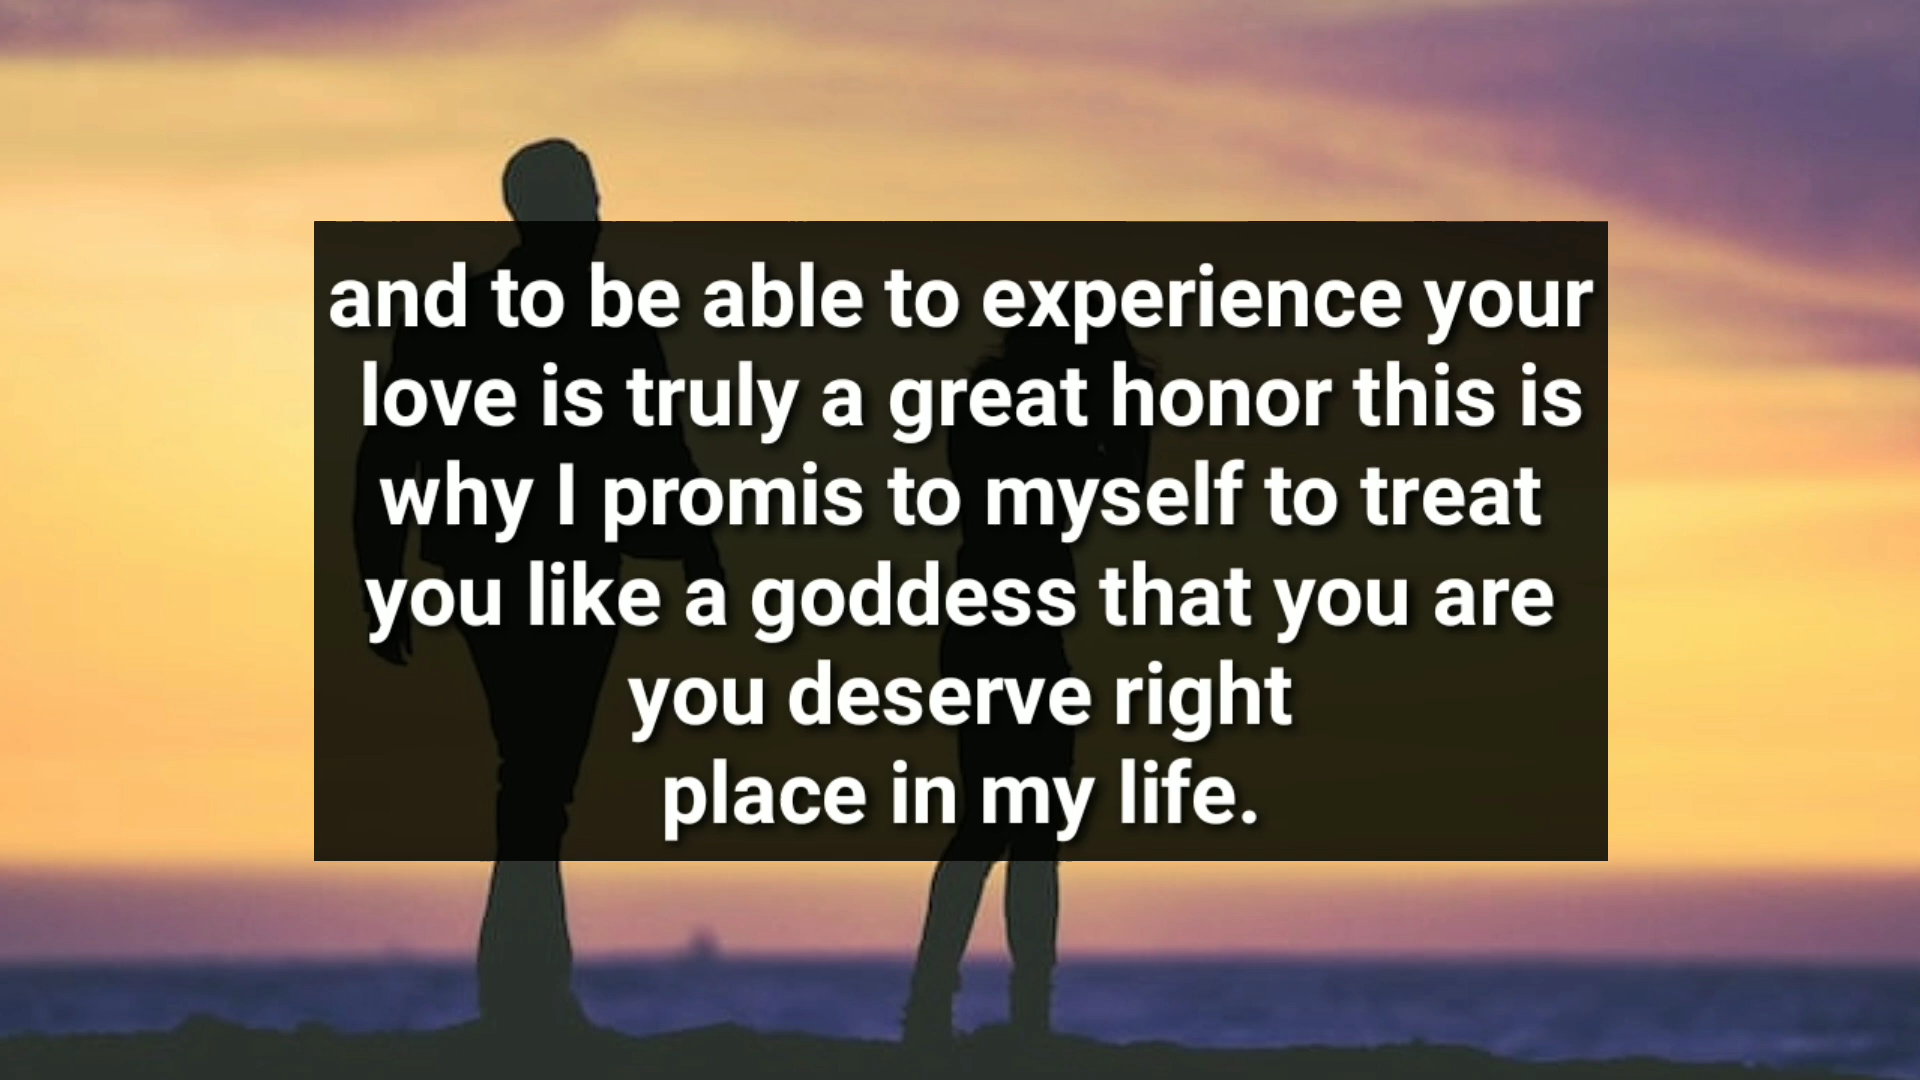 and to be able to experience your
love is truly a great honor this is
why I promis to myself to treat
you like a goddess that you are
you deserve right
place in my life.